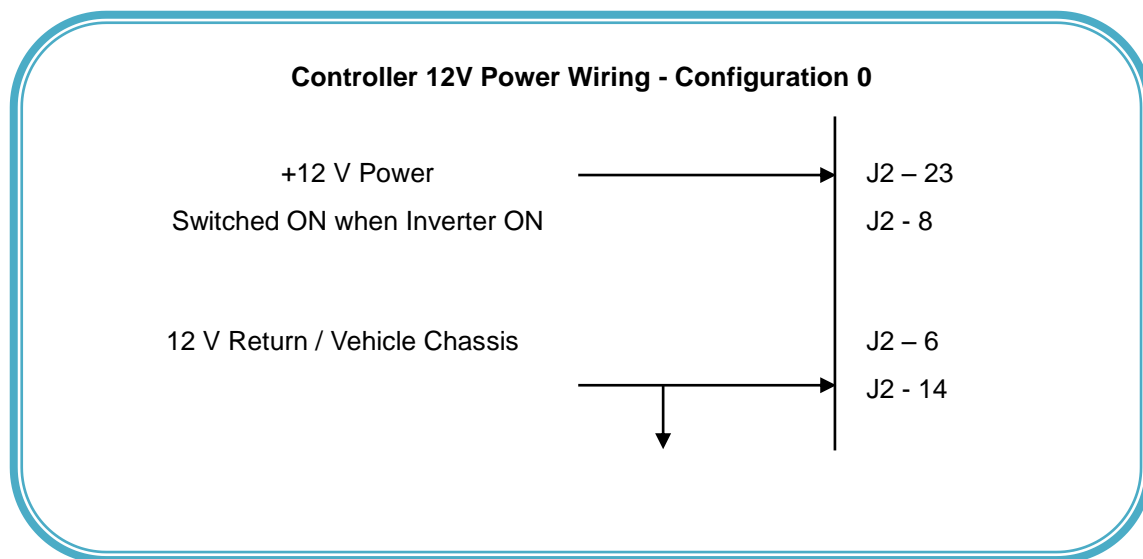 Controller 12V Power Wiring - Configuration 0
+12 V Power J2 – 23
Switched ON when Inverter ON J2 - 8
12 V Return / Vehicle Chassis J2 – 6
J2 - 14